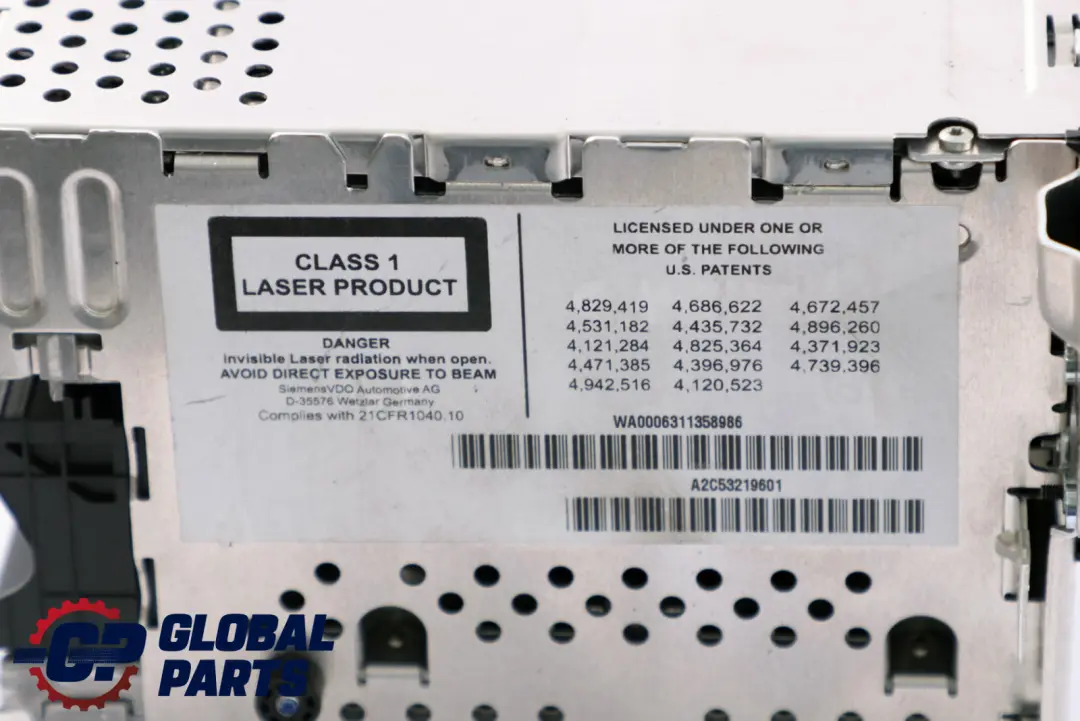 CLASS 1
LASER PRODUCT
DANGER
Invisible Laser radiation when open.
AVOID DIRECT EXPOSURE TO BEAM
SiemensVDO Automotive AG
D-35576 Wetzlar Germany
Complies with 21CFR1040.10
LICENSED UNDER ONE OR
MORE OF THE FOLLOWING
U.S. PATENTS
4,829,419 4,686,622 4,672,457
4,531,182 4,435,732 4,896,260
4,121,284 4,825,364 4,371,923
4,471,385 4,396,976 4,739,396
4,942,516 4,120,523
WA0006311358986
A2C53219601
GP GLOBAL
PARTS